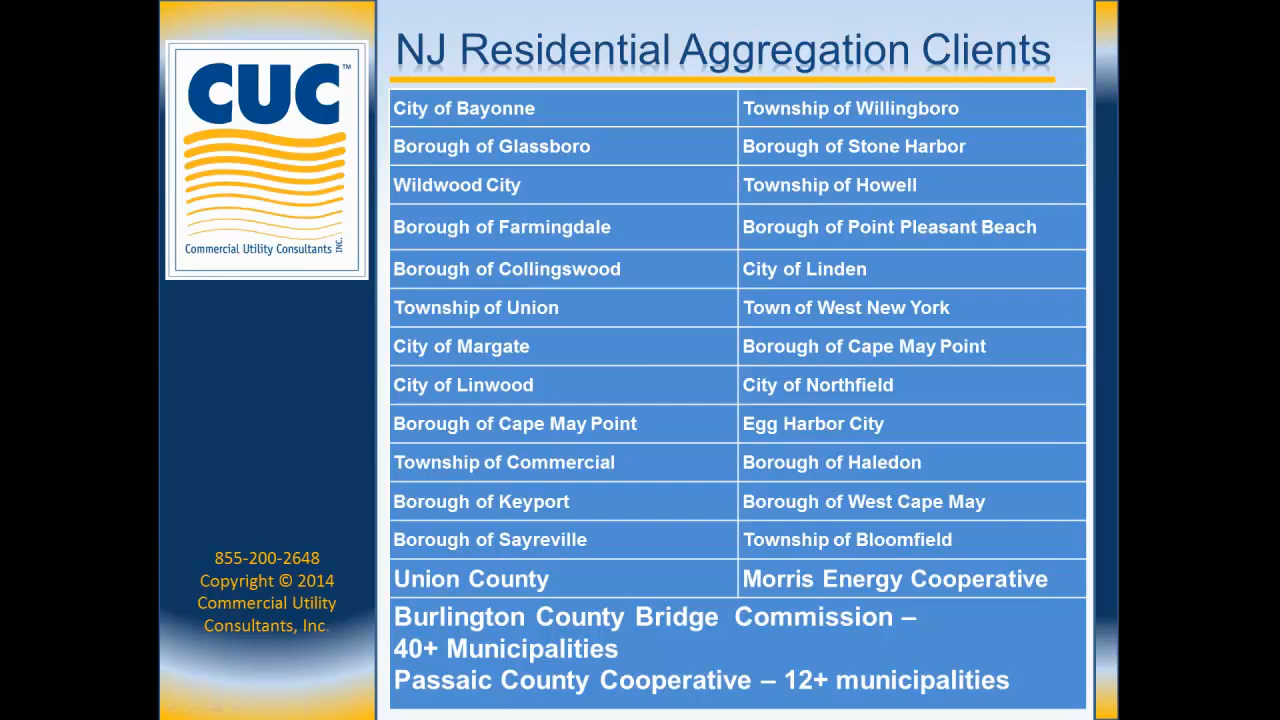 CUC™
Commercial Utility Consultants INC.
855-200-2648
Copyright © 2014
Commercial Utility
Consultants, Inc.
NJ Residential Aggregation Clients
City of Bayonne
Township of Willingboro
Borough of Glassboro
Borough of Stone Harbor
Wildwood City
Township of Howell
Borough of Farmingdale
Borough of Point Pleasant Beach
Borough of Collingswood
City of Linden
Township of Union
Town of West New York
City of Margate
Borough of Cape May Point
City of Linwood
City of Northfield
Borough of Cape May Point
Egg Harbor City
Township of Commercial
Borough of Haledon
Borough of Keyport
Borough of West Cape May
Borough of Sayreville
Township of Bloomfield
Union County
Morris Energy Cooperative
Burlington County Bridge Commission –
40+ Municipalities
Passaic County Cooperative – 12+ municipalities